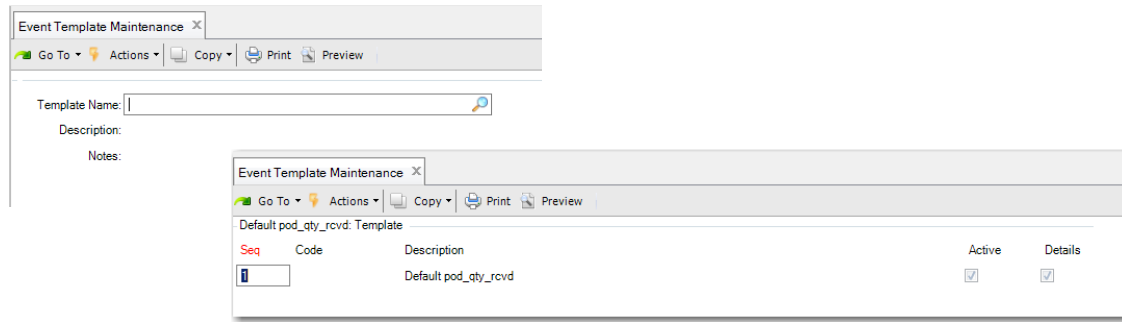 Event Template Maintenance X
Go To Actions Copy Print Preview
Template Name:
Description:
Notes:
Event Template Maintenance X
Go To Actions Copy Print Preview
Default pod_qty_rcvd: Template
Seq Code Description Active Details
1 Default pod_qty_rcvd